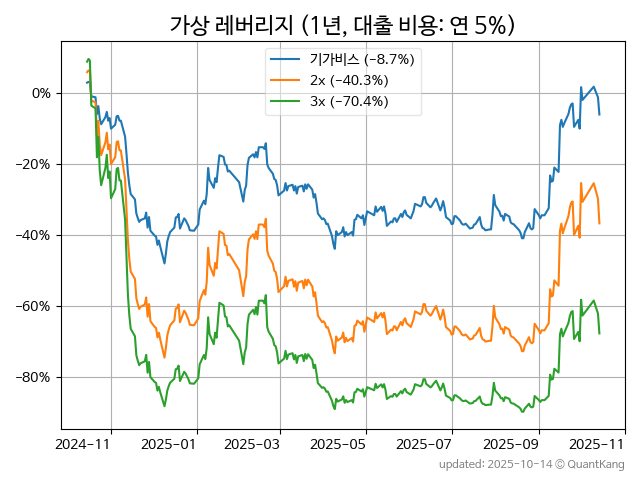 가상 레버리지 (1년, 대출 비용: 연 5%)
기가비스 (−8.7%)
2x (−40.3%)
3x (−70.4%)
0%
−20%
−40%
−60%
−80%
2024−11 2025−01 2025−03 2025−05 2025−07 2025−09 2025−11
updated: 2025-10-14 © QuantKang